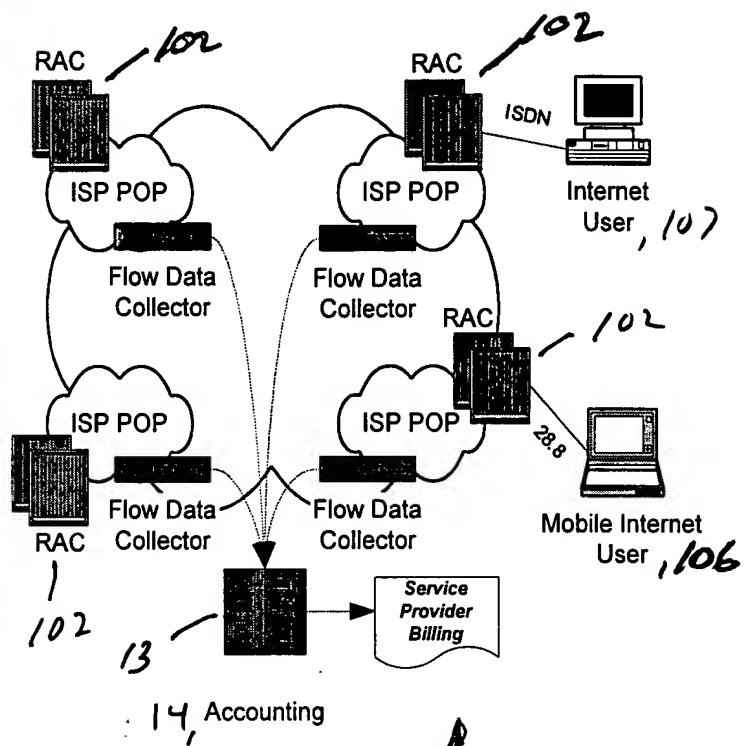 102
RAC
102
RAC
ISDN
ISP POP
ISP POP
Internet
User, 107
Flow Data
Collector
Flow Data
Collector
RAC
102
ISP POP
ISP POP
28.8
Flow Data
Collector
Flow Data
Collector
RAC
102
Mobile Internet
User, 106
Service
Provider
Billing
13
14, Accounting